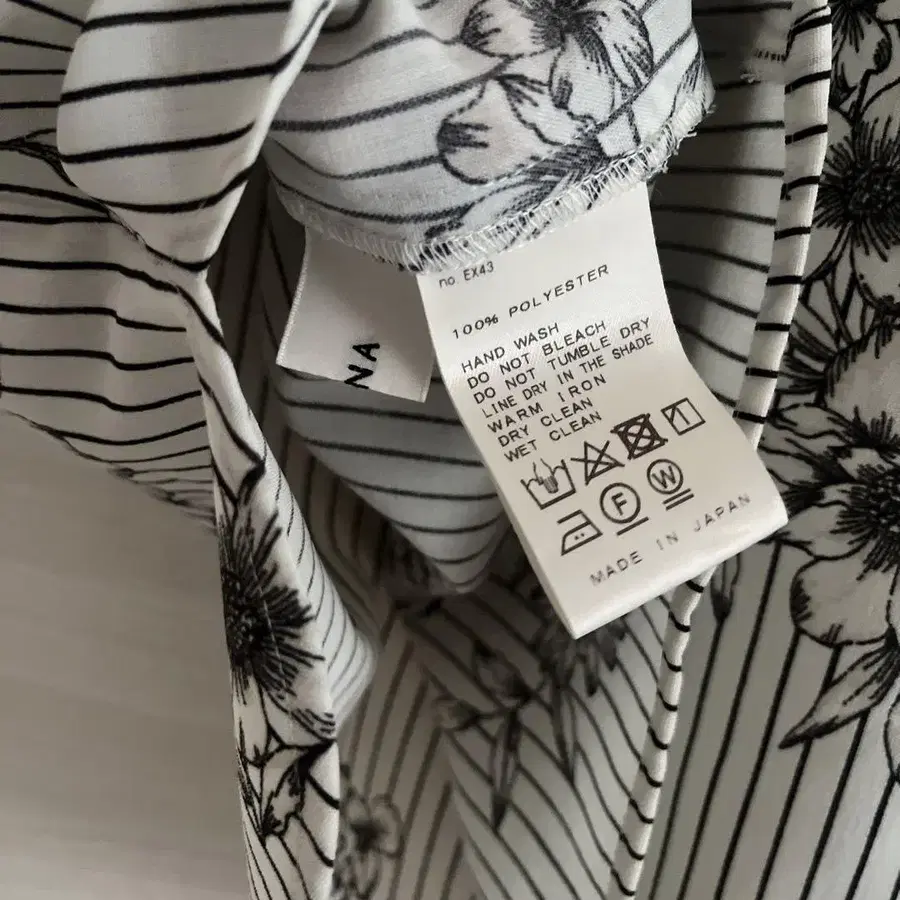 no. EX43
100% POLYESTER
HAND WASH
DO NOT BLEACH
DO NOT TUMBLE DRY
LINE DRY IN THE SHADE
WARM IRON
DRY CLEAN
WET CLEAN
F W
MADE IN JAPAN
NA